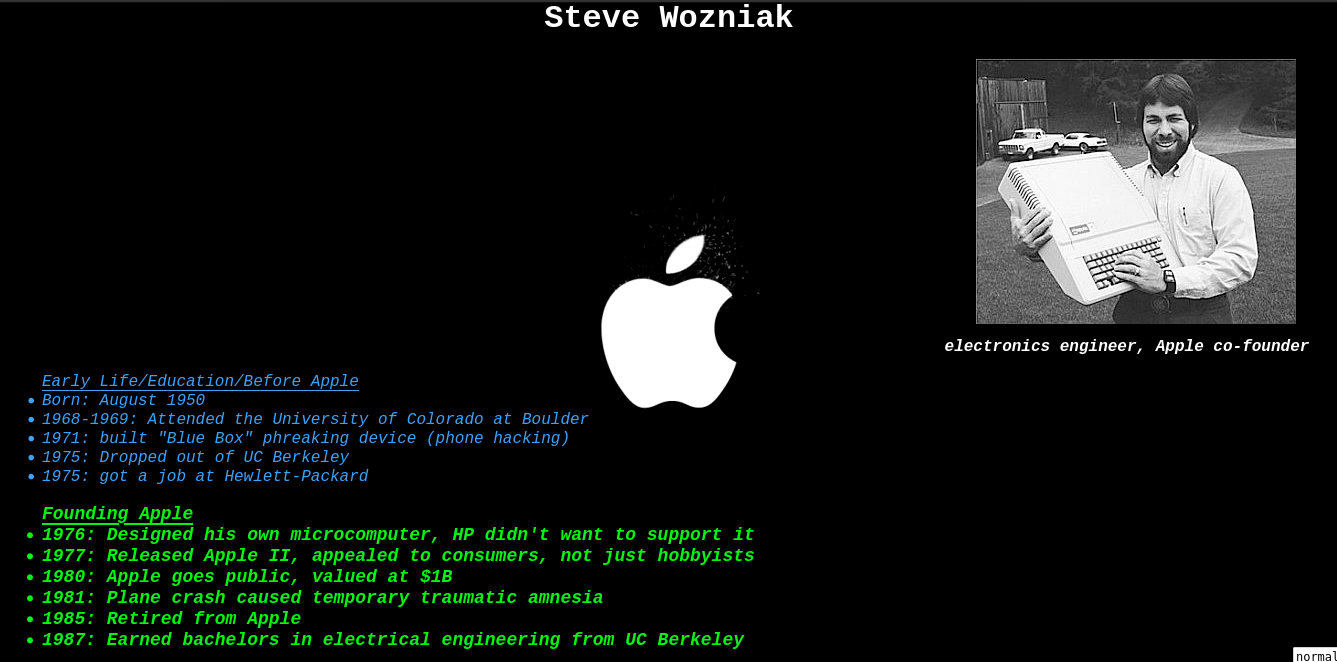 Steve Wozniak
electronics engineer, Apple co-founder
Early Life/Education/Before Apple
Born: August 1950
1968-1969: Attended the University of Colorado at Boulder
1971: built "Blue Box" phreaking device (phone hacking)
1975: Dropped out of UC Berkeley
1975: got a job at Hewlett-Packard
Founding Apple
1976: Designed his own microcomputer, HP didn't want to support it
1977: Released Apple II, appealed to consumers, not just hobbyists
1980: Apple goes public, valued at $1B
1981: Plane crash caused temporary traumatic amnesia
1985: Retired from Apple
1987: Earned bachelors in electrical engineering from UC Berkeley
normal